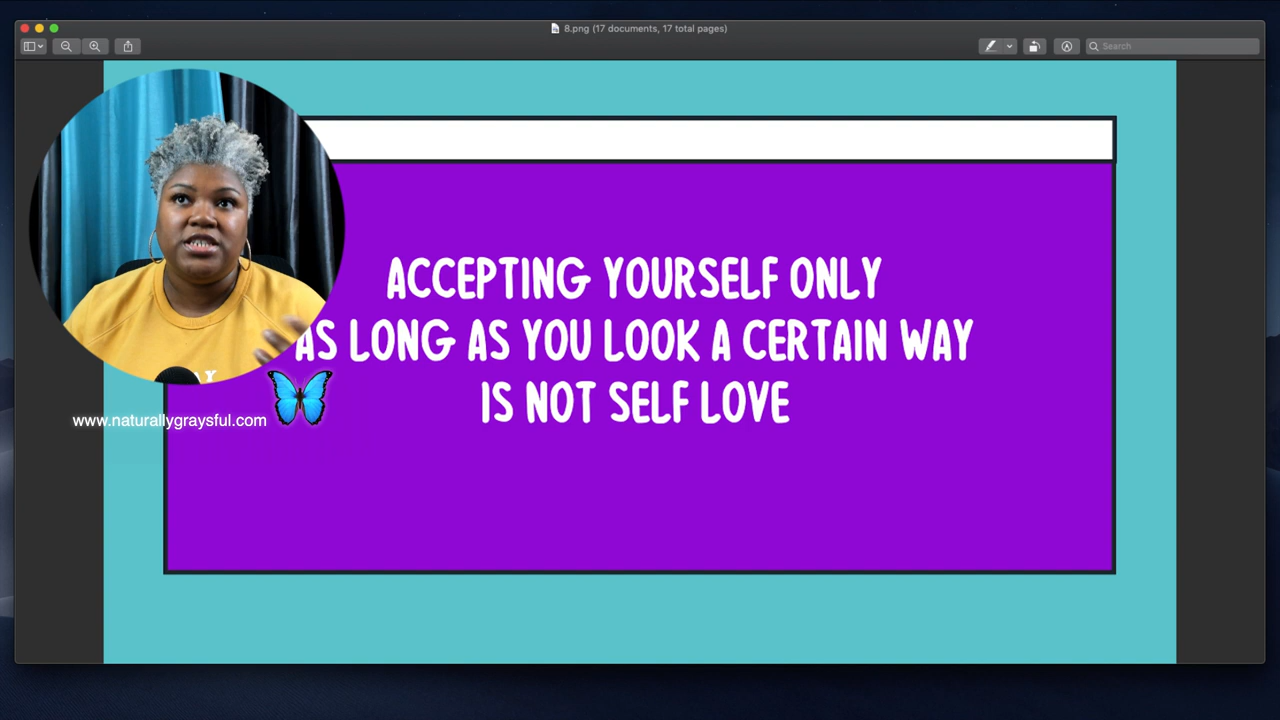 8.png (17 documents, 17 total pages)
Search
ACCEPTING YOURSELF ONLY
AS LONG AS YOU LOOK A CERTAIN WAY
IS NOT SELF LOVE
www.naturallygraysful.com